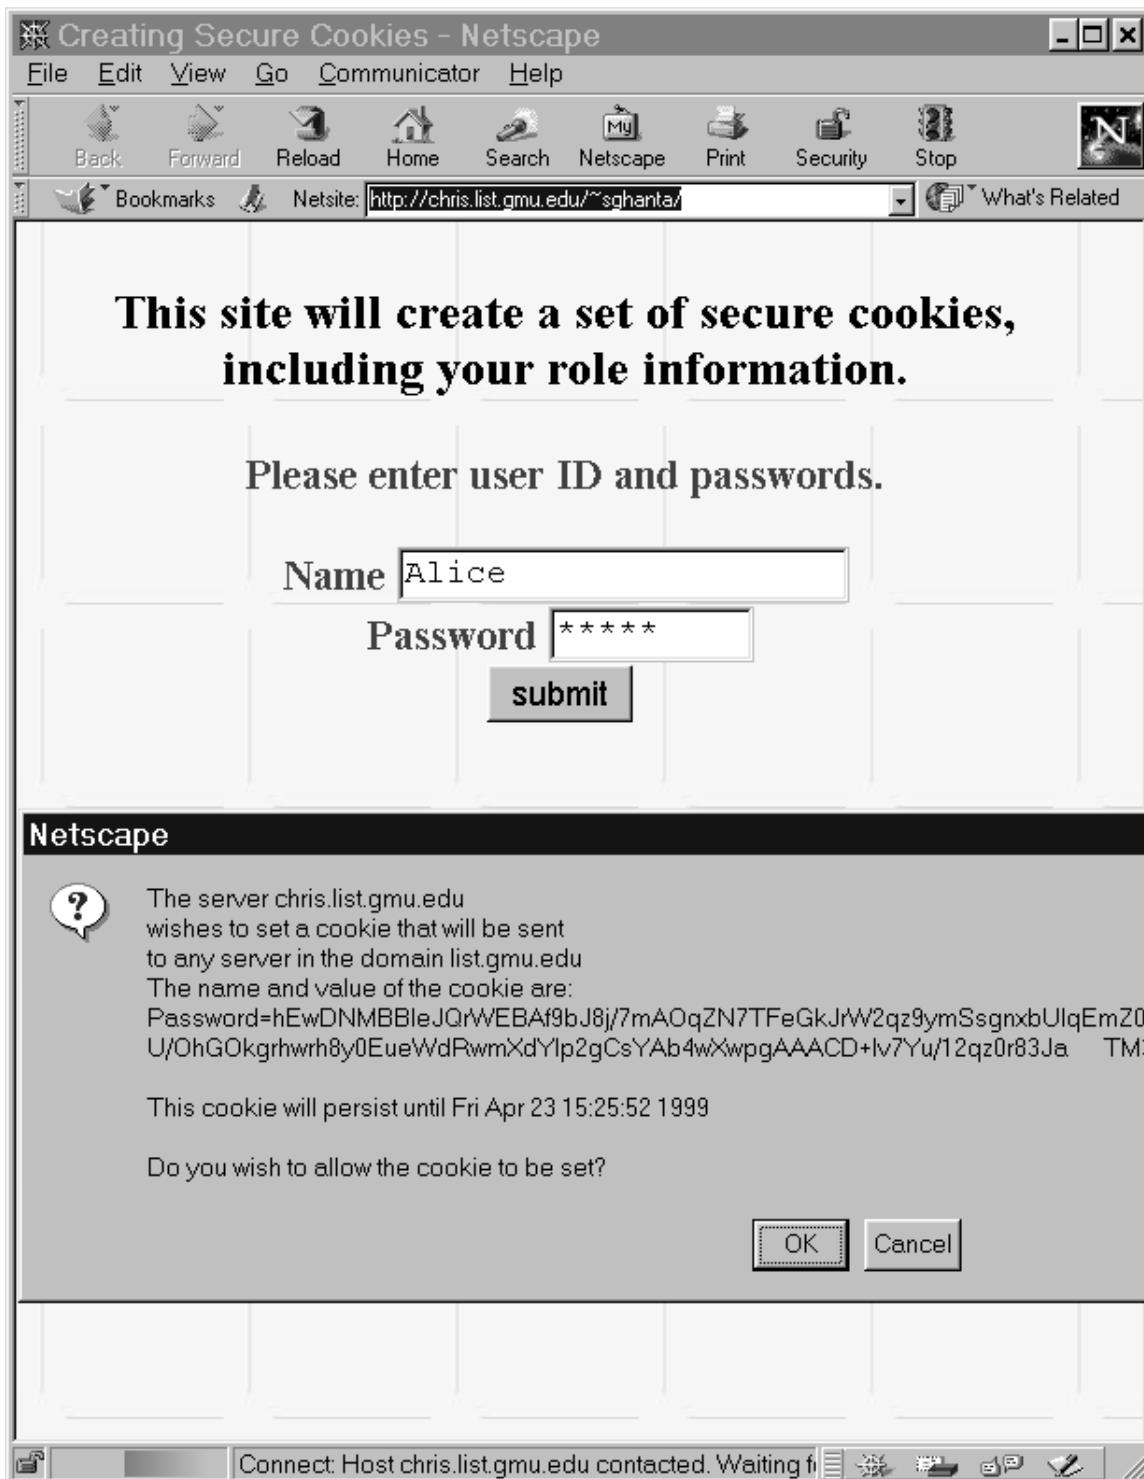 Creating Secure Cookies - Netscape
File Edit View Go Communicator Help
Back Forward Reload Home Search Netscape Print Security Stop
My
N
Bookmarks Netsite: http://chris.list.gmu.edu/~sghanta/ What's Related
This site will create a set of secure cookies,
including your role information.
Please enter user ID and passwords.
Name Alice
Password *****
submit
Netscape
The server chris.list.gmu.edu
wishes to set a cookie that will be sent
to any server in the domain list.gmu.edu
The name and value of the cookie are:
Password=hEwDNMBBIeJQrWEBAf9bJ8j/7mAOqZN7TFeGkJrW2qz9ymSsgnxbUIqEmZ0
U/OhGOkgrhwrh8y0EueWdRwmXdYIp2gCsYAb4wXwpgAAACD+Iv7Yu/12qz0r83Ja TM
This cookie will persist until Fri Apr 23 15:25:52 1999
Do you wish to allow the cookie to be set?
OK Cancel
Connect: Host chris.list.gmu.edu contacted. Waiting